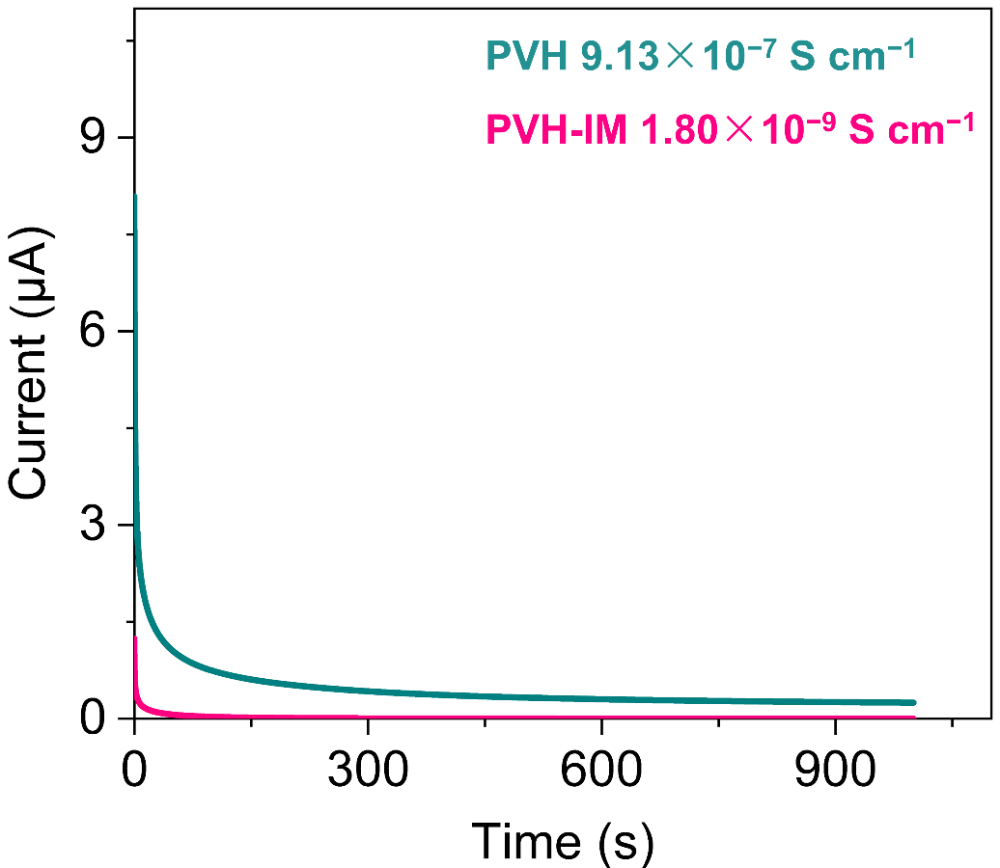 PVH 9.13×10⁻⁷ S cm⁻¹
PVH-IM 1.80×10⁻⁹ S cm⁻¹
9
6
3
0
Current (μA)
0 300 600 900
Time (s)